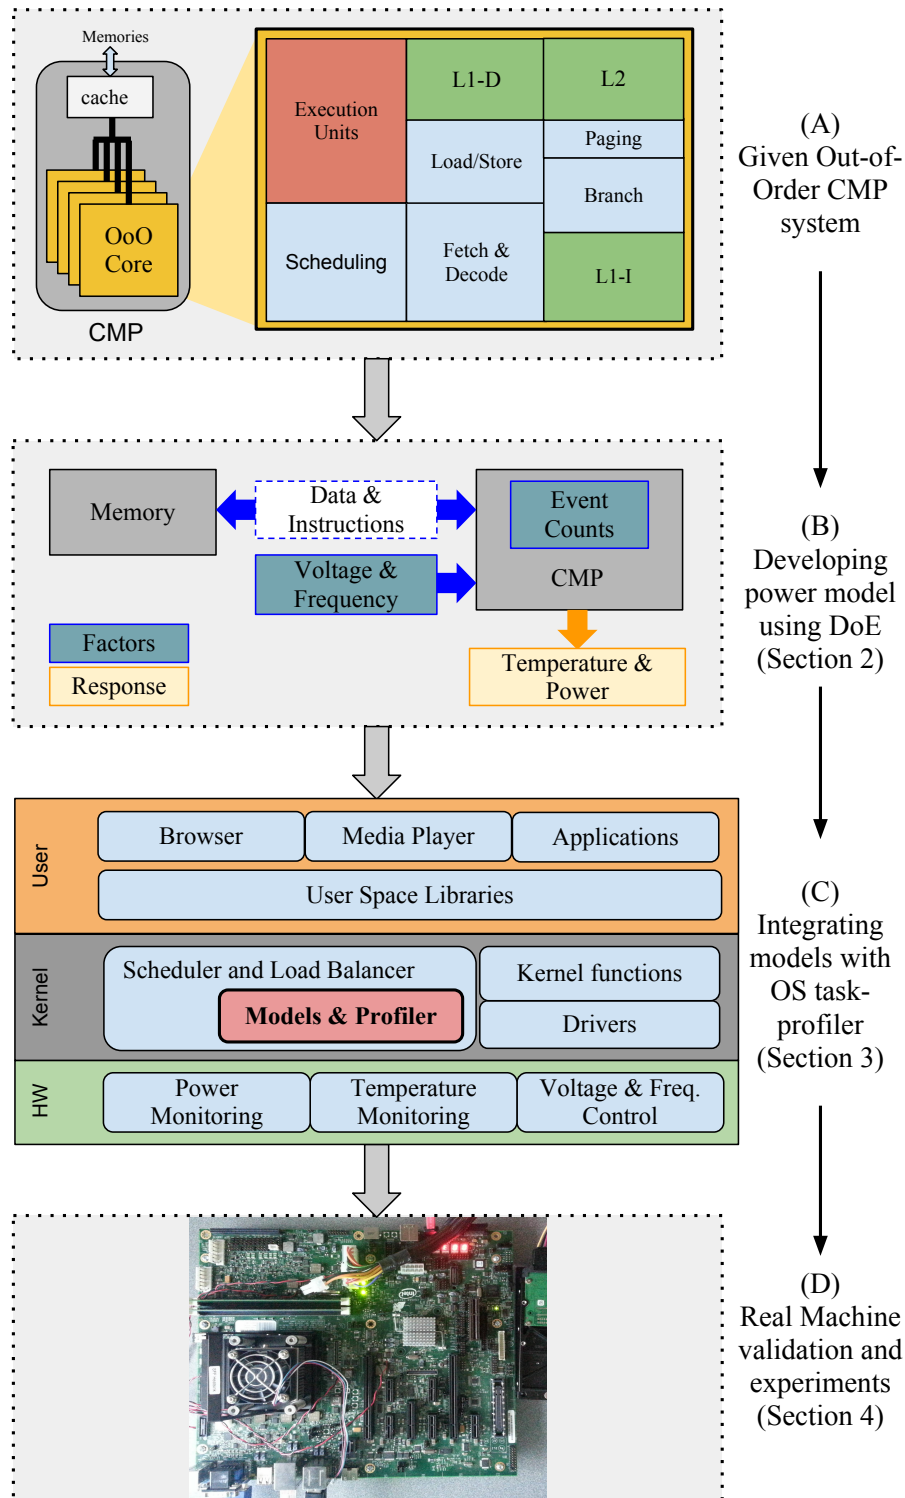 Memories
cache
OoO
Core
CMP
Execution
Units
L1-D
L2
Load/Store
Paging
Branch
Scheduling
Fetch &
Decode
L1-I
(A)
Given Out-of-
Order CMP
system
Memory
Data &
Instructions
Voltage &
Frequency
Event
Counts
CMP
Factors
Response
Temperature &
Power
(B)
Developing
power model
using DoE
(Section 2)
User
Browser
Media Player
Applications
User Space Libraries
Kernel
Scheduler and Load Balancer
Models & Profiler
Kernel functions
Drivers
HW
Power
Monitoring
Temperature
Monitoring
Voltage & Freq.
Control
(C)
Integrating
models with
OS task-
profiler
(Section 3)
intel
(D)
Real Machine
validation and
experiments
(Section 4)